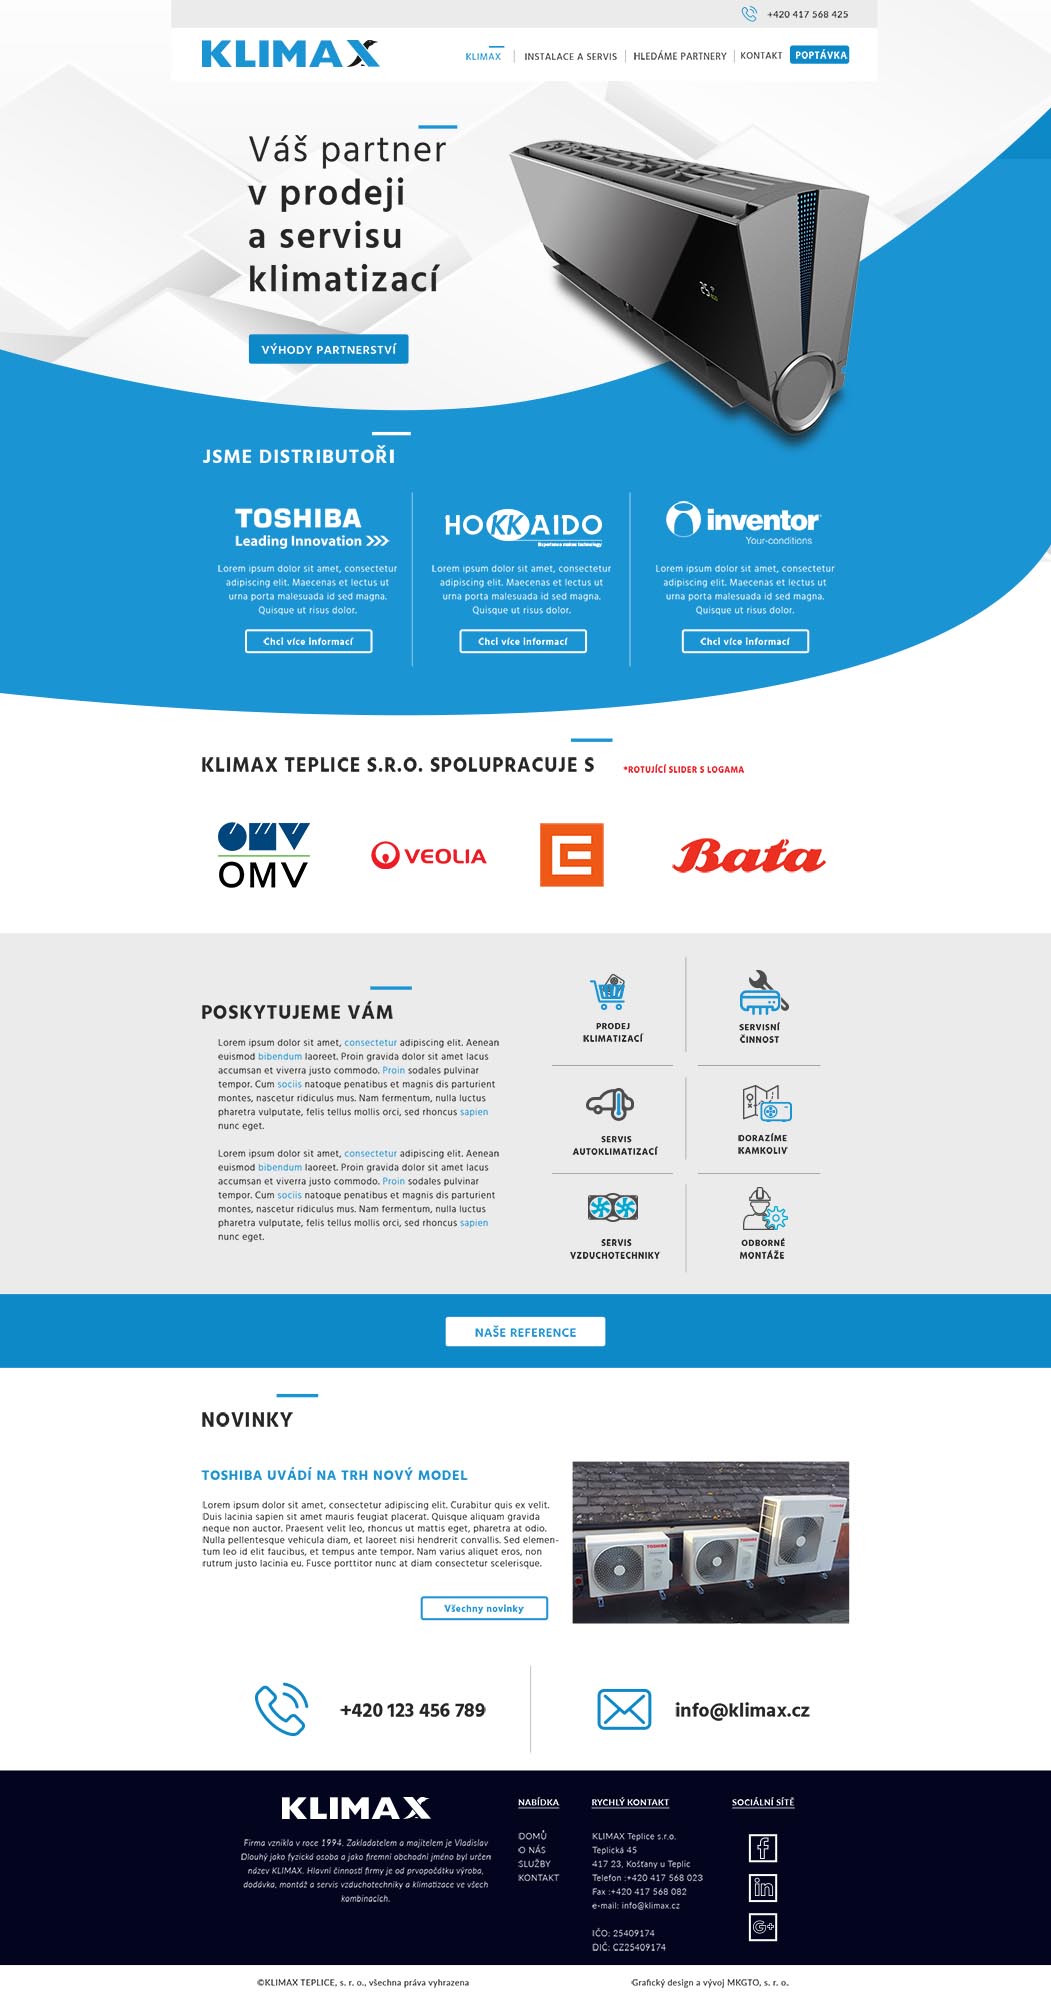 +420 417 568 425
KLIMAX
KLIMAX
INSTALACE A SERVIS
HLEDÁME PARTNERY
KONTAKT
POPTÁVKA
Váš partner
v prodeji
a servisu
klimatizací
VÝHODY PARTNERSTVÍ
JSME DISTRIBUTOŘI
TOSHIBA
Leading Innovation >>>
Lorem ipsum dolor sit amet, consectetur
adipiscing elit. Maecenas et lectus ut
urna porta malesuada id sed magna.
Quisque ut risus dolor.
Chci více informací
HOKKAIDO
Experience makes technology
Lorem ipsum dolor sit amet, consectetur
adipiscing elit. Maecenas et lectus ut
urna porta malesuada id sed magna.
Quisque ut risus dolor.
Chci více informací
inventor
Your-conditions
Lorem ipsum dolor sit amet, consectetur
adipiscing elit. Maecenas et lectus ut
urna porta malesuada id sed magna.
Quisque ut risus dolor.
Chci více informací
KLIMAX TEPLICE S.R.O. SPOLUPRACUJE S
*ROTUJÍCÍ SLIDER S LOGAMA
OMV
OMV
VEOLIA
Baťa
POSKYTUJEME VÁM
Lorem ipsum dolor sit amet, consectetur adipiscing elit. Aenean
euismod bibendum laoreet. Proin gravida dolor sit amet lacus
accumsan et viverra justo commodo. Proin sodales pulvinar
tempor. Cum sociis natoque penatibus et magnis dis parturient
montes, nascetur ridiculus mus. Nam fermentum, nulla luctus
pharetra vulputate, felis tellus mollis orci, sed rhoncus sapien
nunc eget.
Lorem ipsum dolor sit amet, consectetur adipiscing elit. Aenean
euismod bibendum laoreet. Proin gravida dolor sit amet lacus
accumsan et viverra justo commodo. Proin sodales pulvinar
tempor. Cum sociis natoque penatibus et magnis dis parturient
montes, nascetur ridiculus mus. Nam fermentum, nulla luctus
pharetra vulputate, felis tellus mollis orci, sed rhoncus sapien
nunc eget.
PRODEJ
KLIMATIZACÍ
SERVISNÍ
ČINNOST
SERVIS
AUTOKLIMATIZACÍ
DORAZÍME
KAMKOLIV
SERVIS
VZDUCHOTECHNIKY
ODBORNÉ
MONTÁŽE
NAŠE REFERENCE
NOVINKY
TOSHIBA UVÁDÍ NA TRH NOVÝ MODEL
Lorem ipsum dolor sit amet, consectetur adipiscing elit. Curabitur quis ex velit.
Duis lacinia sapien sit amet mauris feugiat placerat. Quisque aliquam gravida
neque non auctor. Praesent velit leo, rhoncus ut mattis eget, pharetra at odio.
Nulla pellentesque vehicula diam, et laoreet nisi hendrerit convallis. Sed elemen-
tum leo id elit faucibus, et tempus ante tempor. Nam varius aliquet eros, non
rutrum justo lacinia eu. Fusce porttitor nunc at diam consectetur scelerisque.
Všechny novinky
TOSHIBA
TOSHIBA
TOSHIBA
+420 123 456 789
info@klimax.cz
KLIMAX
Firma vznikla v roce 1994. Zakladatelem a majitelem je Vladislav
Dlouhý jako fyzická osoba a jako firemní obchodní jméno byl určen
název KLIMAX. Hlavní činností firmy je od prvopočátku výroba,
dodávka, montáž a servis vzduchotechniky a klimatizace ve všech
kombinacích.
NABÍDKA
DOMŮ
O NÁS
SLUŽBY
KONTAKT
RYCHLÝ KONTAKT
KLIMAX Teplice s.r.o.
Teplická 45
417 23, Košťany u Teplic
Telefon :+420 417 568 023
Fax :+420 417 568 082
e-mail: info@klimax.cz
IČO: 25409174
DIČ: CZ25409174
SOCIÁLNÍ SÍTĚ
f
in
G+
©KLIMAX TEPLICE, s. r. o., všechna práva vyhrazena
Grafický design a vývoj MKGTO, s. r. o.